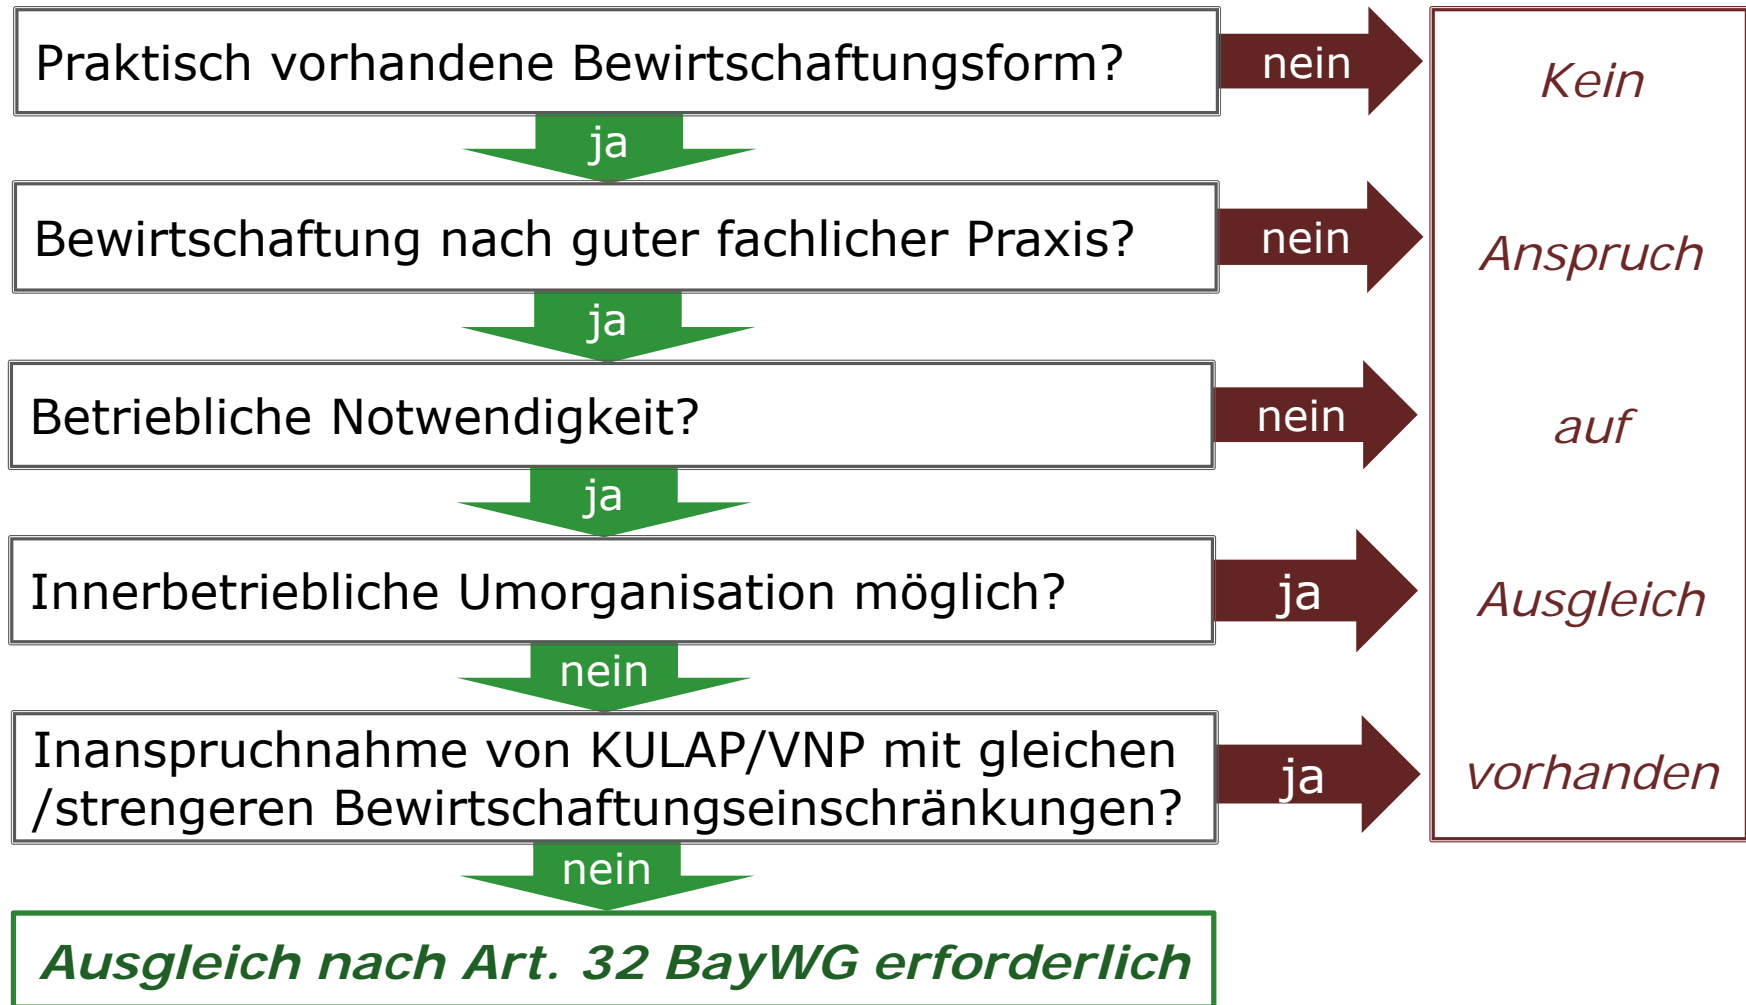 Praktisch vorhandene Bewirtschaftungsform?
nein
ja
Bewirtschaftung nach guter fachlicher Praxis?
nein
ja
Betriebliche Notwendigkeit?
nein
ja
Innerbetriebliche Umorganisation möglich?
ja
nein
Inanspruchnahme von KULAP/VNP mit gleichen
/strengeren Bewirtschaftungseinschränkungen?
ja
nein
Ausgleich nach Art. 32 BayWG erforderlich
Kein
Anspruch
auf
Ausgleich
vorhanden